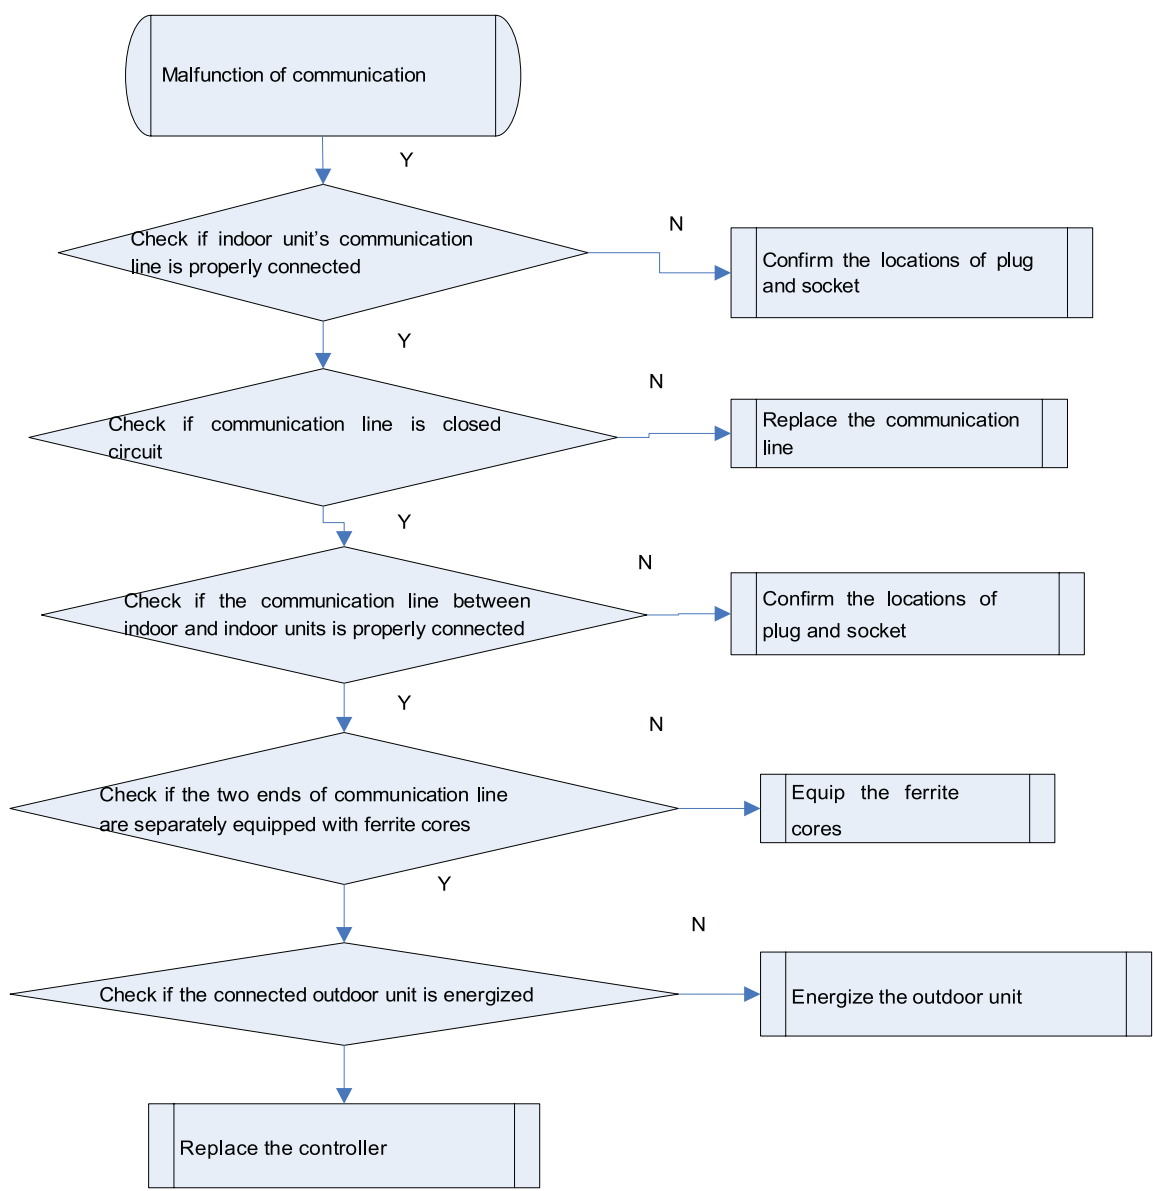 Malfunction of communication
Y
Check if indoor unit's communication
line is properly connected
N
Confirm the locations of plug
and socket
Y
Check if communication line is closed
circuit
N
Replace the communication
line
Y
Check if the communication line between
indoor and indoor units is properly connected
N
Confirm the locations of
plug and socket
Y
Check if the two ends of communication line
are separately equipped with ferrite cores
N
Equip the ferrite
cores
Y
Check if the connected outdoor unit is energized
N
Energize the outdoor unit
Replace the controller